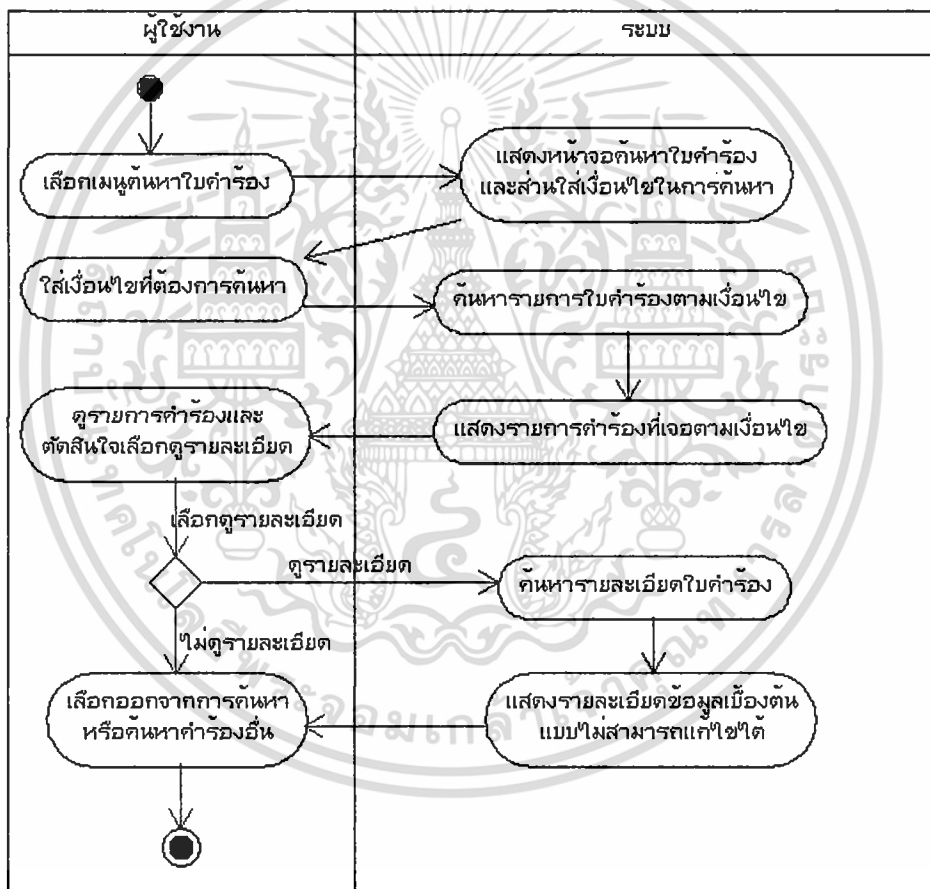 ผู้ใช้งาน
ระบบ
เลือกเมนูค้นหาใบคำร้อง
แสดงหน้าจอค้นหาใบคำร้อง
และส่วนใส่เงื่อนไขในการค้นหา
ใส่เงื่อนไขที่ต้องการค้นหา
ค้นหารายการใบคำร้องตามเงื่อนไข
ดูรายการคำร้องและ
ตัดสินใจเลือกดูรายละเอียด
แสดงรายการคำร้องที่เจอตามเงื่อนไข
เลือกดูรายละเอียด
ดูรายละเอียด
ค้นหารายละเอียดใบคำร้อง
ไม่ดูรายละเอียด
เลือกออกจากการค้นหา
หรือค้นหาคำร้องอื่น
แสดงรายละเอียดข้อมูลเบื้องต้น
แบบไม่สามารถแก้ไขได้